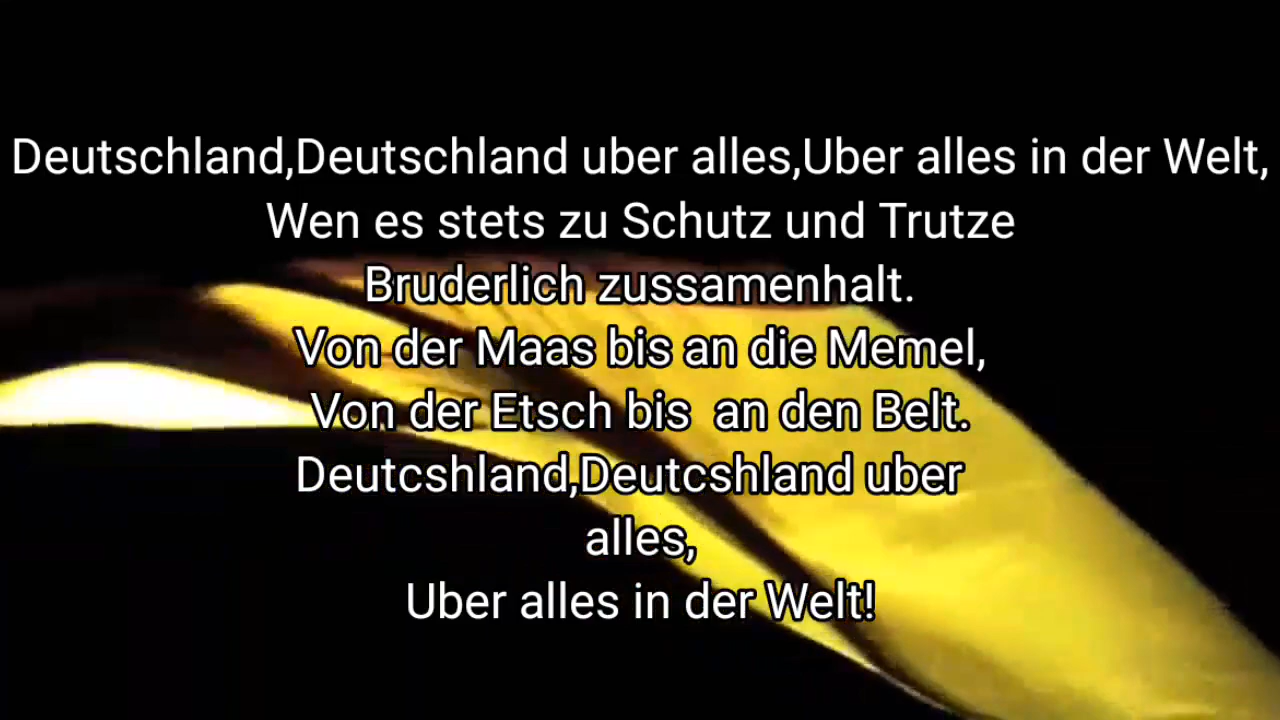 Deutschland,Deutschland uber alles,Uber alles in der Welt,
Wen es stets zu Schutz und Trutze
Bruderlich zussamenhalt.
Von der Maas bis an die Memel,
Von der Etsch bis  an den Belt.
Deutcshland,Deutcshland uber
alles,
Uber alles in der Welt!